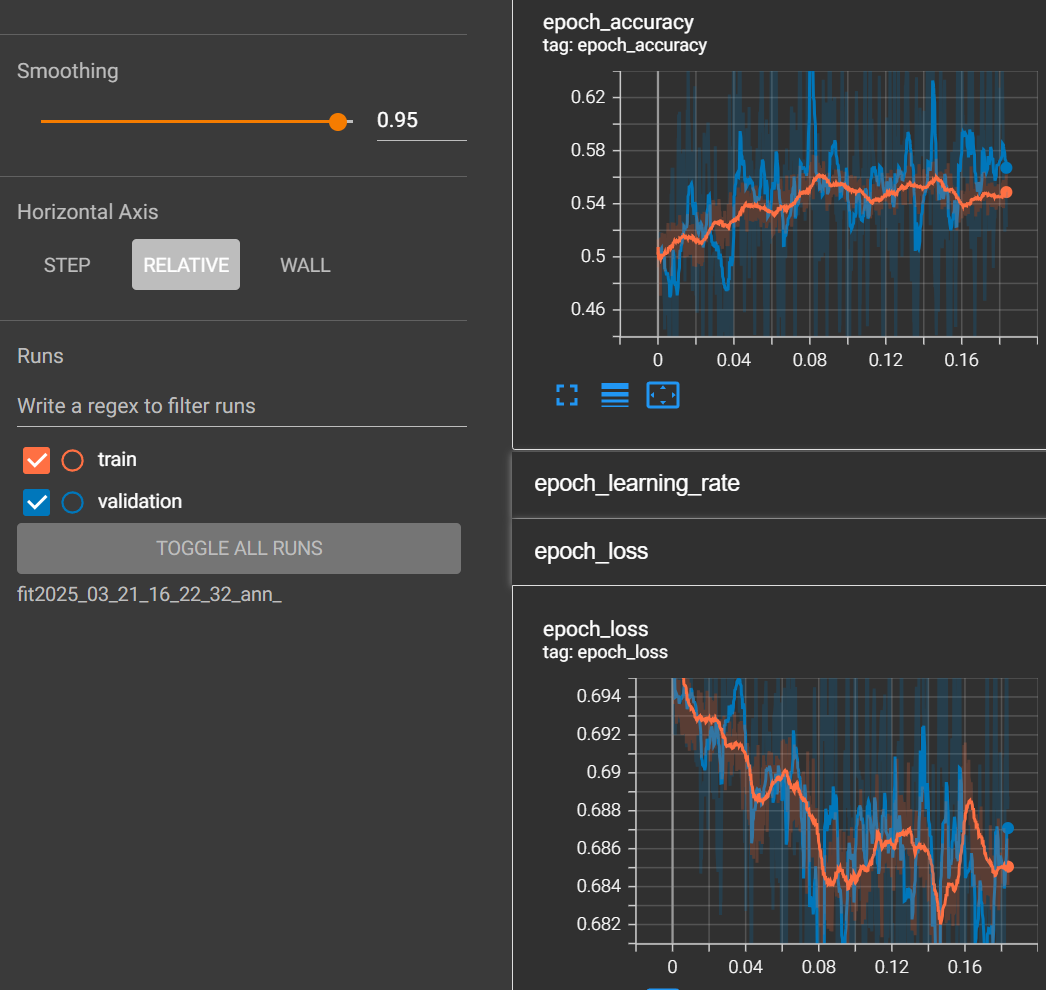 Smoothing
0.95
Horizontal Axis
STEP
RELATIVE
WALL
Runs
Write a regex to filter runs
train
validation
TOGGLE ALL RUNS
fit2025_03_21_16_22_32_ann_
epoch_accuracy
tag: epoch_accuracy
0.62
0.58
0.54
0.5
0.46
0 0.04 0.08 0.12 0.16
epoch_learning_rate
epoch_loss
epoch_loss
tag: epoch_loss
0.694
0.692
0.69
0.688
0.686
0.684
0.682
0 0.04 0.08 0.12 0.16